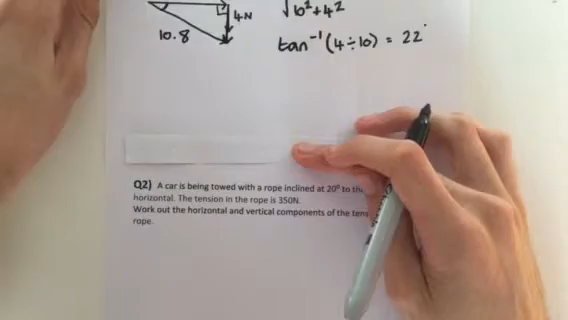 √10²+4²
4N
10.8
tan⁻¹(4÷10) = 22°
Q2) A car is being towed with a rope inclined at 20⁰ to the
horizontal. The tension in the rope is 350N.
Work out the horizontal and vertical components of the
rope.